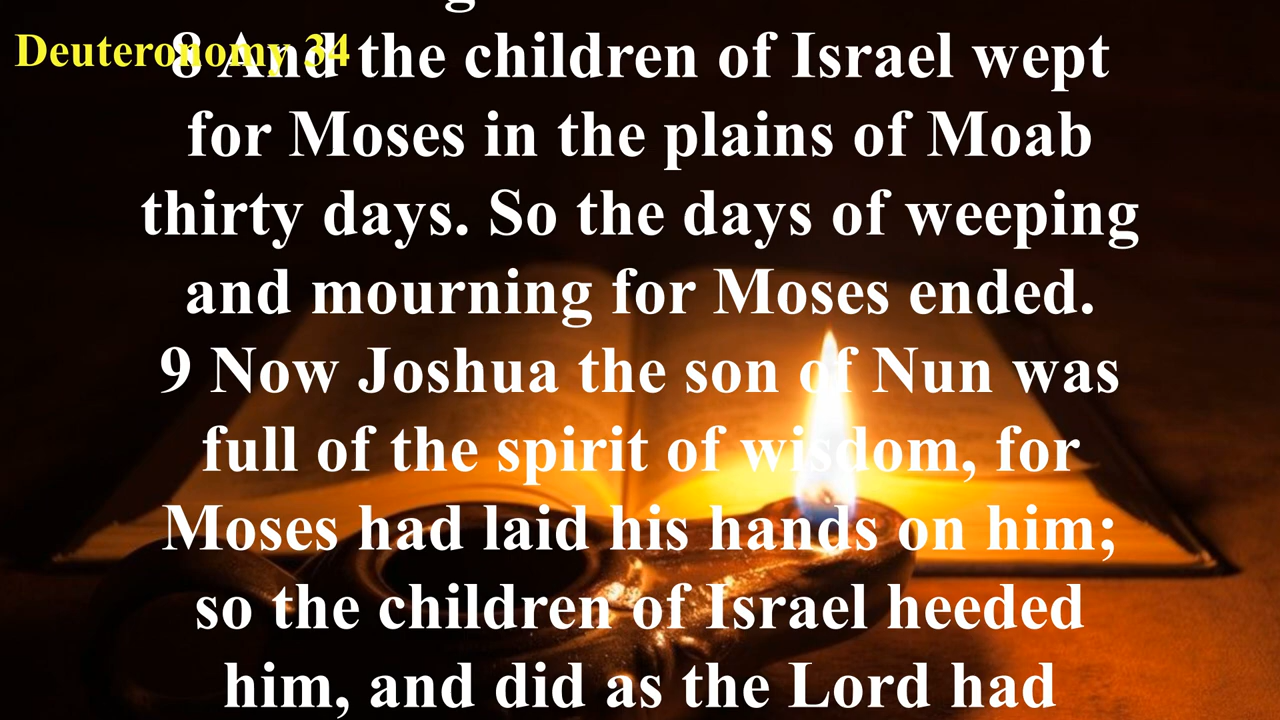 Deuteronomy 34
8 And the children of Israel wept
for Moses in the plains of Moab
thirty days. So the days of weeping
and mourning for Moses ended.
9 Now Joshua the son of Nun was
full of the spirit of wisdom, for
Moses had laid his hands on him;
so the children of Israel heeded
him, and did as the Lord had